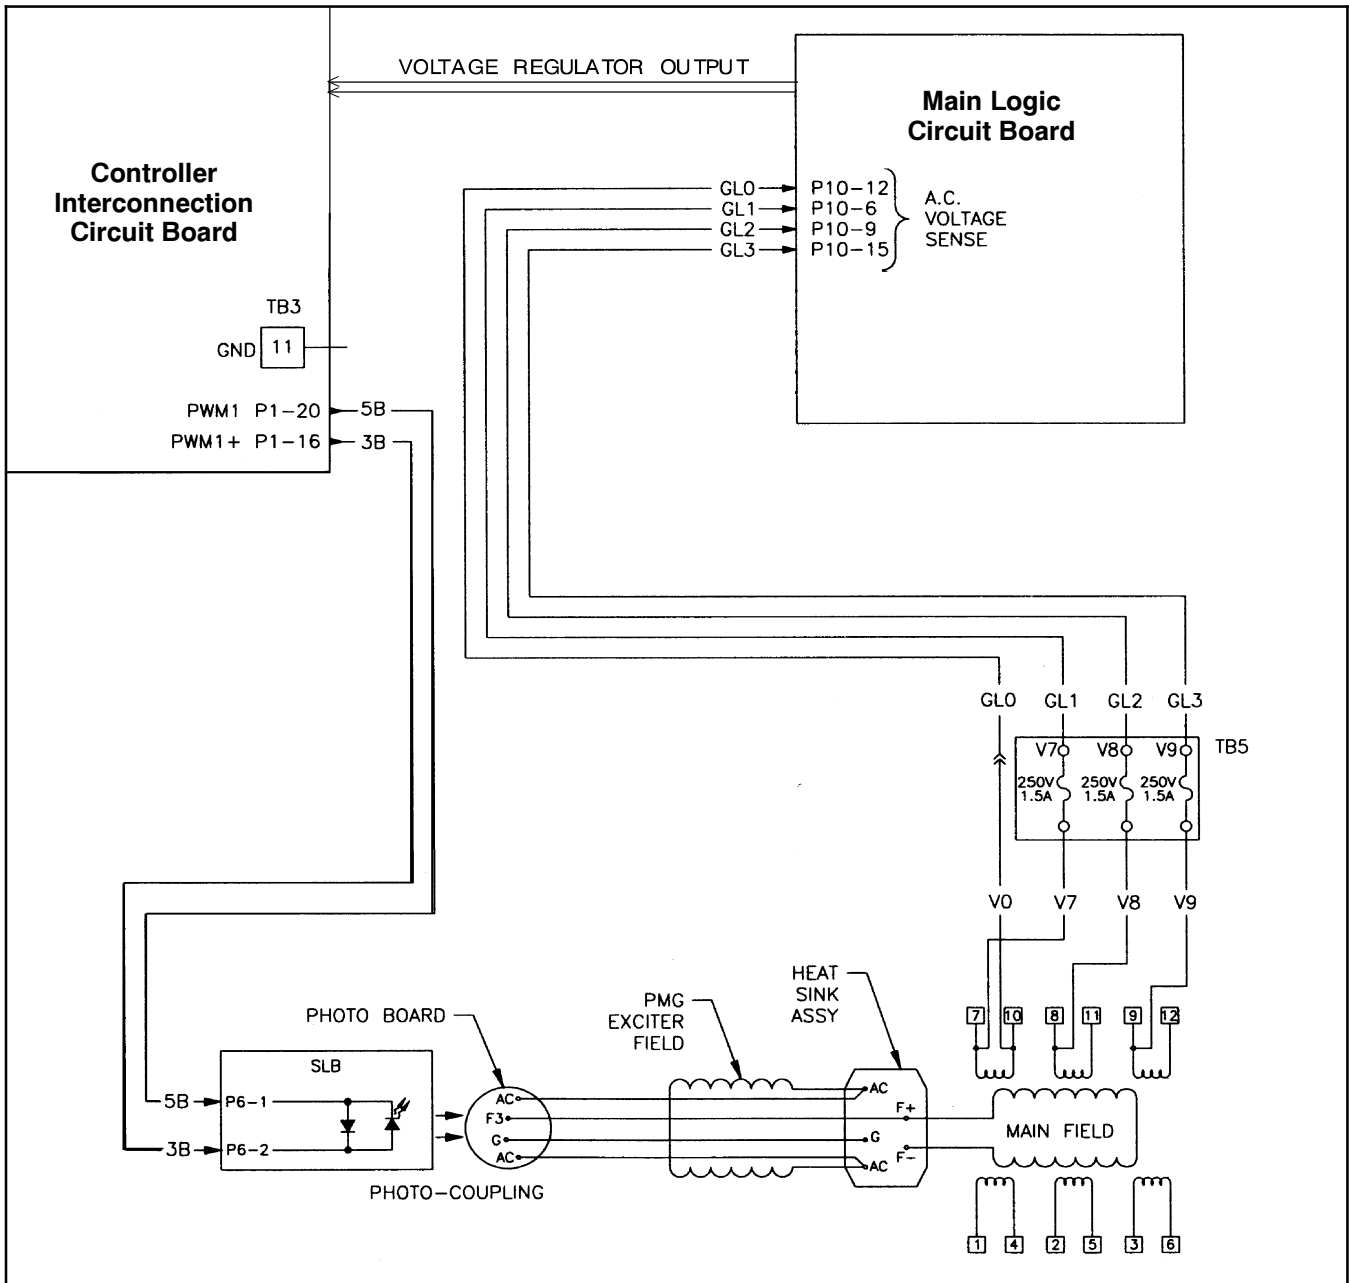 VOLTAGE REGULATOR OUTPUT
Main Logic
Circuit Board
Controller
Interconnection
Circuit Board
GL0 P10-12
GL1 P10-6
GL2 P10-9
GL3 P10-15
A.C.
VOLTAGE
SENSE
TB3
GND 11
PWM1 P1-20 5B
PWM1+ P1-16 3B
GL0 GL1 GL2 GL3
V7 V8 V9 TB5
250V 250V 250V
1.5A 1.5A 1.5A
V0 V7 V8 V9
HEAT
SINK
ASSY
PMG
EXCITER
FIELD
PHOTO BOARD
7 10 8 11 9 12
SLB
5B P6-1
3B P6-2
AC
F3
G
AC
AC
F+
G
F-
AC
MAIN FIELD
PHOTO-COUPLING
1 4 2 5 3 6